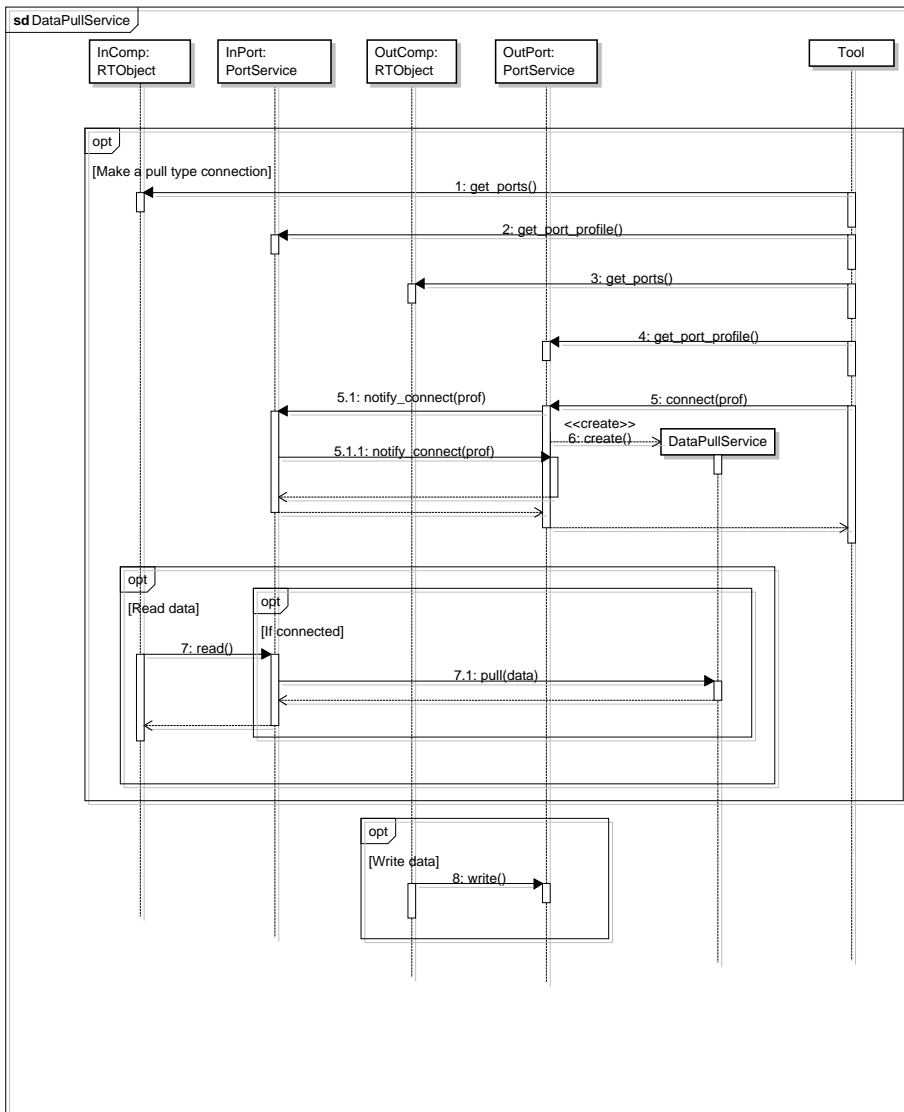 sd DataPullService
InComp:
RTObject
InPort:
PortService
OutComp:
RTObject
OutPort:
PortService
Tool
opt
[Make a pull type connection]
1: get_ports()
2: get_port_profile()
3: get_ports()
4: get_port_profile()
5.1: notify_connect(prof)
5: connect(prof)
<<create>>
6: create()
DataPullService
5.1.1: notify_connect(prof)
opt
[Read data]
opt
[If connected]
7: read()
7.1: pull(data)
opt
[Write data]
8: write()